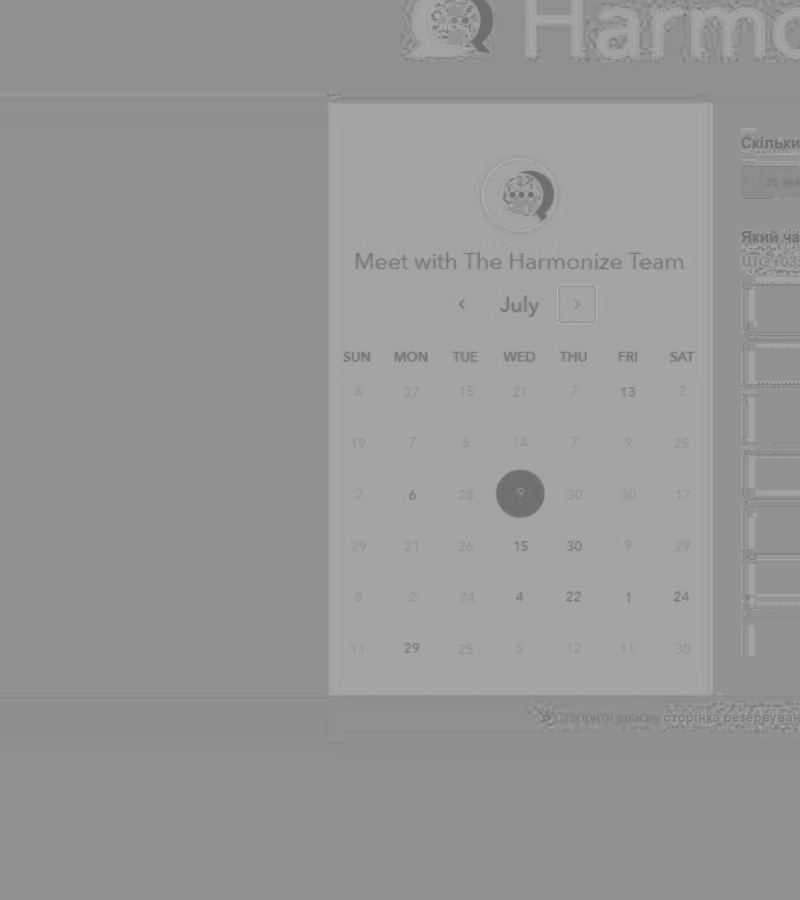 Harmo
Скільки
30 хви
Meet with The Harmonize Team
Який ча
UTC+03:
July
SUN MON TUE WED THU FRI SAT
6 27 15 21 7 13 2
19 7 6 14 7 9 25
2 6 28 9 30 30 17
29 21 26 15 30 9 29
8 2 24 4 22 1 24
11 29 25 5 12 11 30
Створити власну сторінка резервуван